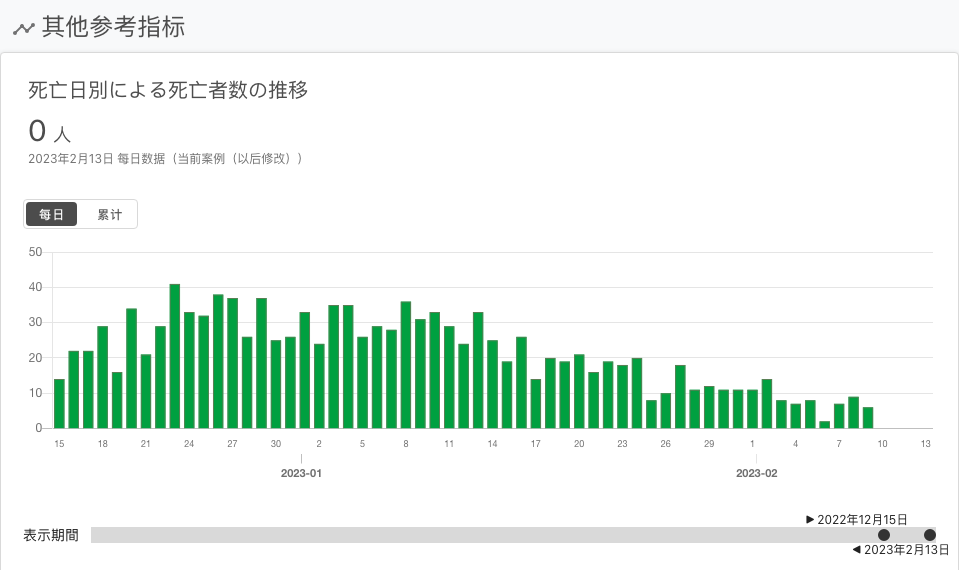 其他参考指标
死亡日別による死亡者数の推移
0 人
2023年2月13日 每日数据（当前案例（以后修改））
每日 累计
50
40
30
20
10
0
15 18 21 24 27 30 2 5 8 11 14 17 20 23 26 29 1 4 7 10 13
2023-01 2023-02
▶ 2022年12月15日
表示期間
◀ 2023年2月13日